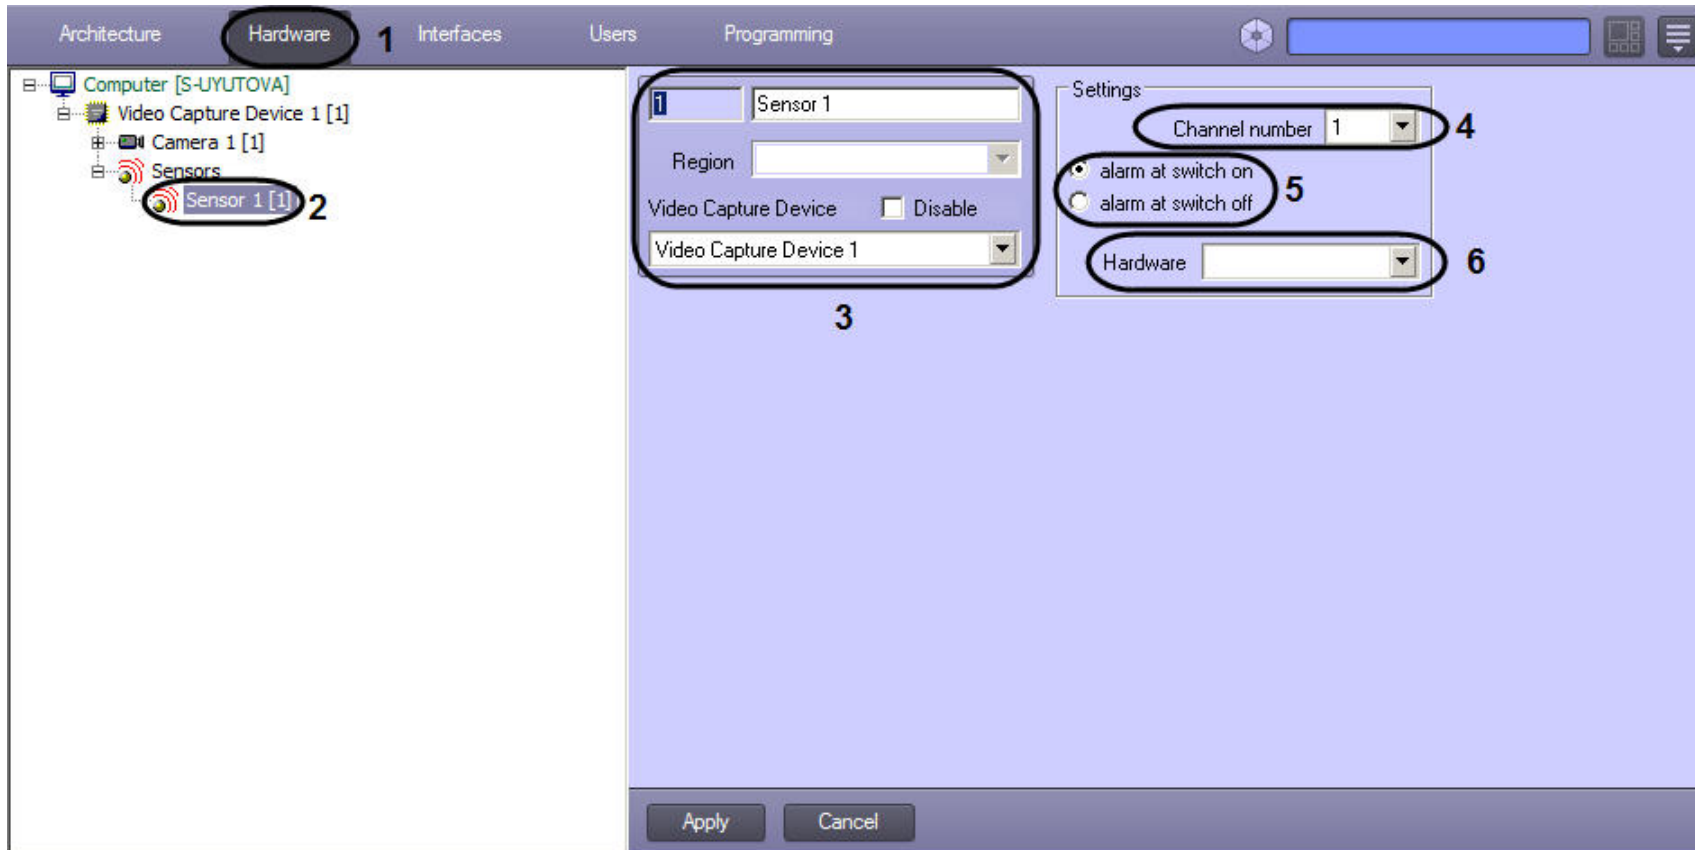 Architecture Hardware 1 Interfaces Users Programming
Computer [S-UYUTOVA]
Video Capture Device 1 [1]
Camera 1 [1]
Sensors
Sensor 1 [1] 2
1 Sensor 1
Region
Video Capture Device Disable
Video Capture Device 1
3
Settings
Channel number 1 4
alarm at switch on
alarm at switch off
5
Hardware 6
Apply Cancel